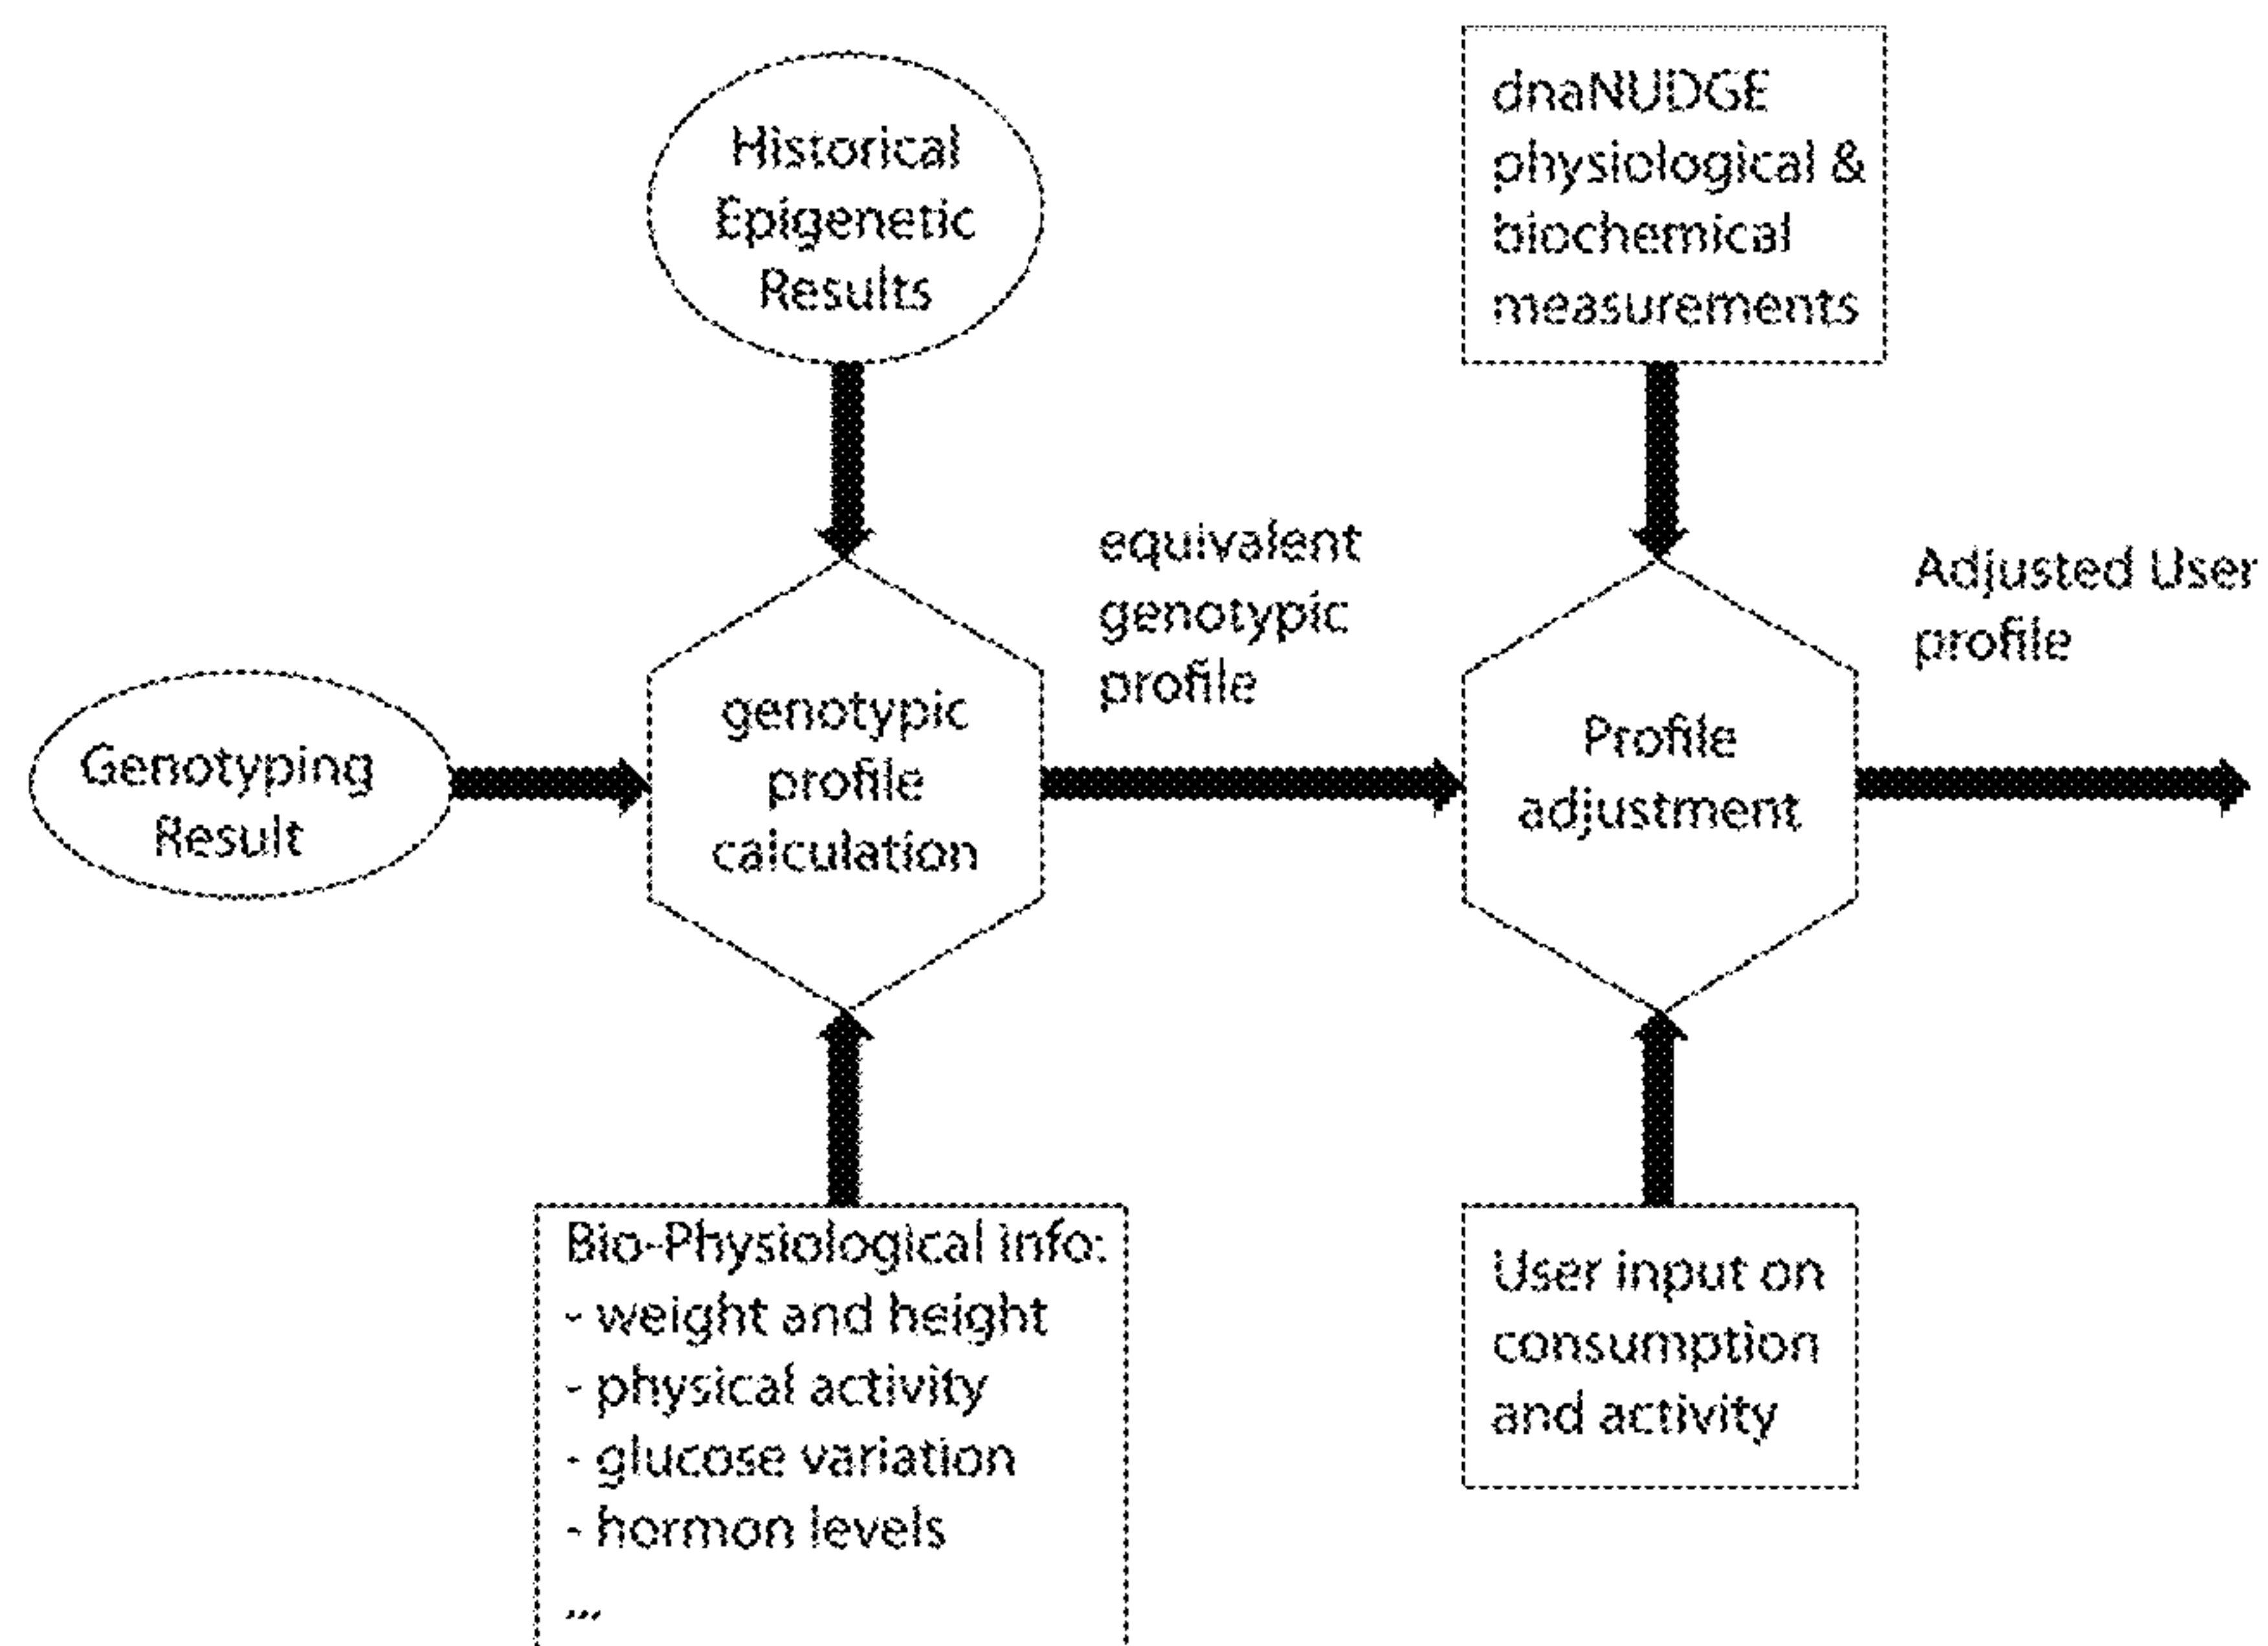 Historical
Epigenetic
Results
dnaNUDGE
physiological &
biochemical
measurements
Genotyping
Result
genotypic
profile
calculation
equivalent
genotypic
profile
Profile
adjustment
Adjusted User
profile
Bio-Physiological info:
- weight and height
- physical activity
- glucose variation
- hormon levels
...
User input on
consumption
and activity